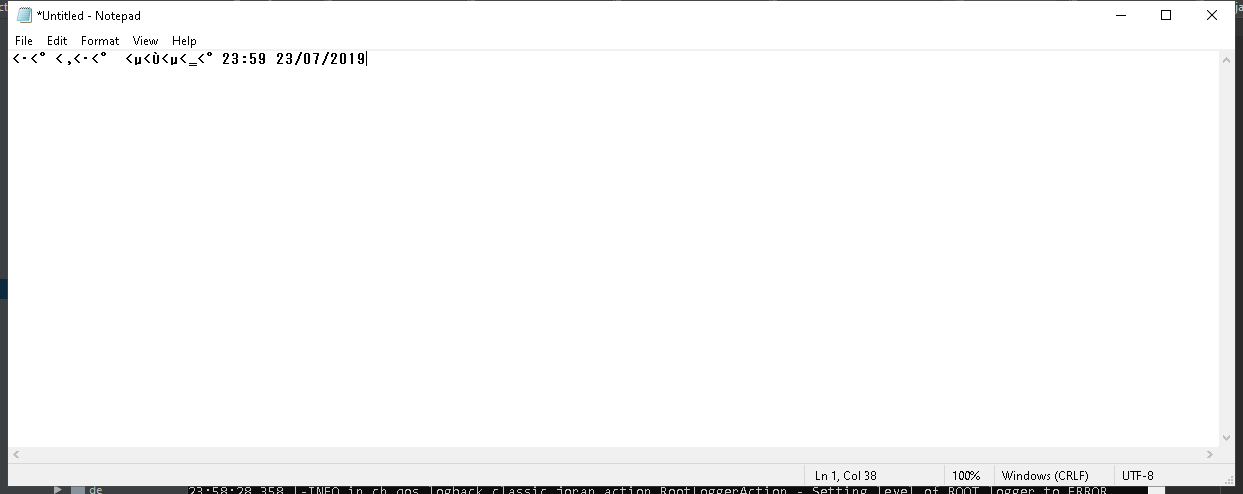 *Untitled - Notepad
File Edit Format View Help
<·<° <,<·<°  <µ<Ù<µ<‗<° 23:59 23/07/2019
Ln 1, Col 38 100% Windows (CRLF) UTF-8
de 23:58:28,358 |-INFO in ch.qos.logback.classic.joran.action.RootLoggerAction - Setting level of ROOT logger to ERROR